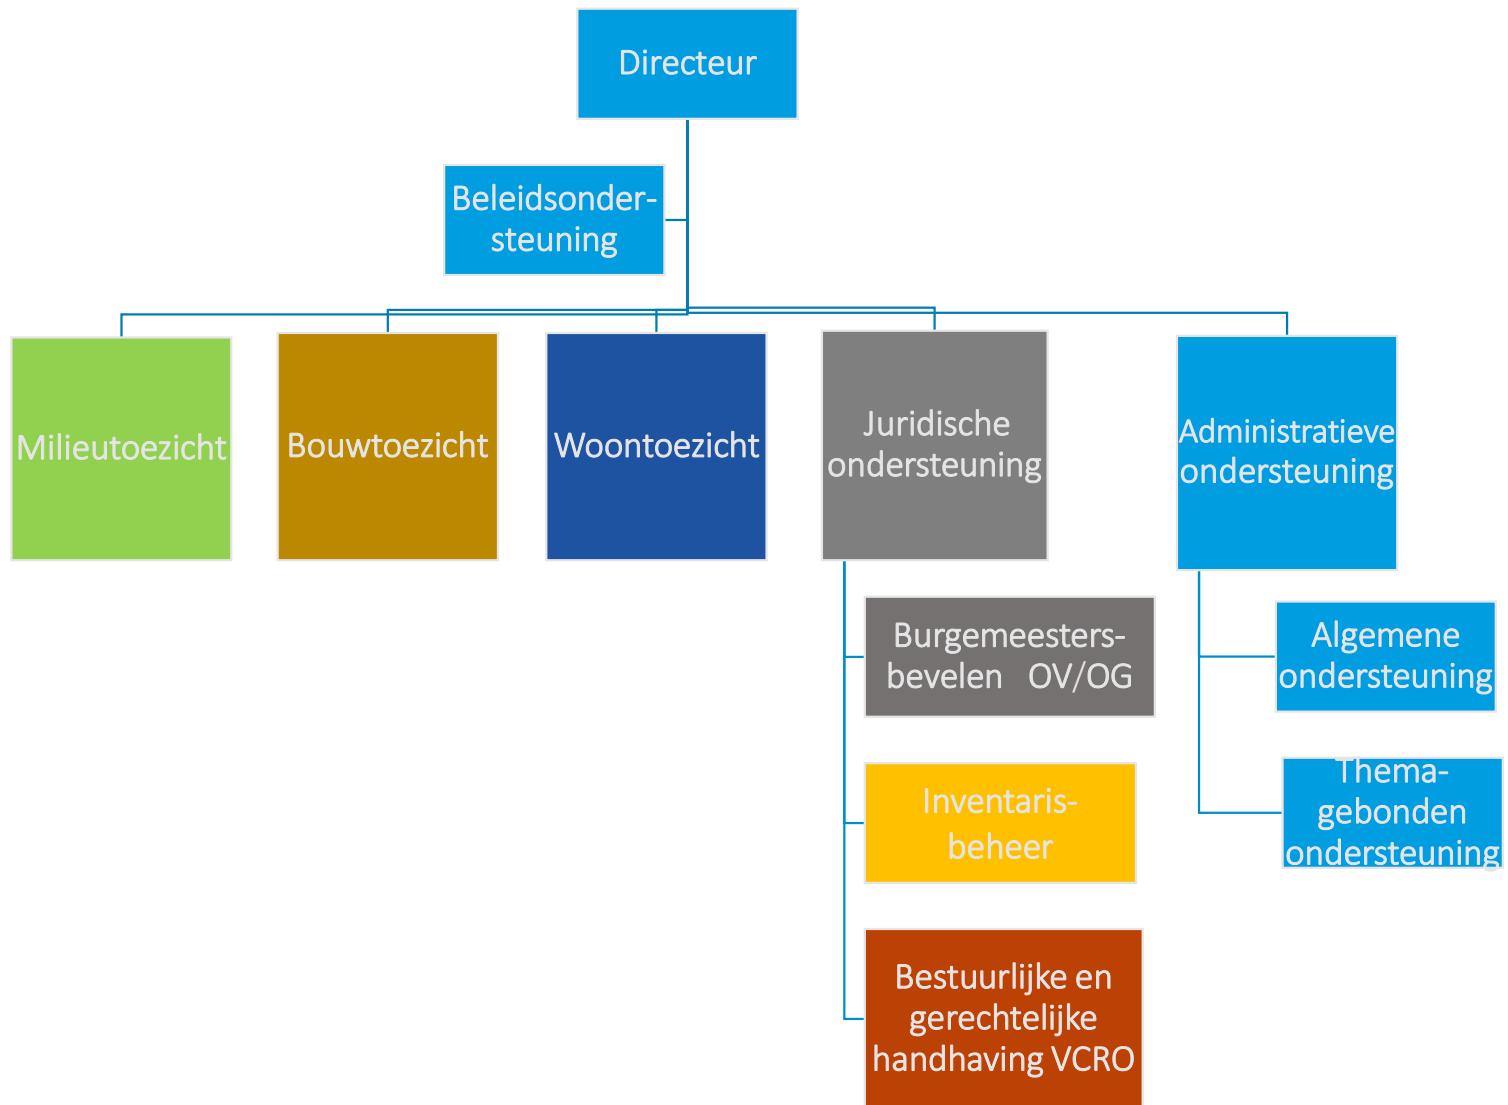 Directeur
Beleidsonder-
steuning
Milieutoezicht
Bouwtoezicht
Woontoezicht
Juridische
ondersteuning
Administratieve
ondersteuning
Burgemeesters-
bevelen OV/OG
Inventaris-
beheer
Bestuurlijke en
gerechtelijke
handhaving VCRO
Algemene
ondersteuning
Thema-
gebonden
ondersteuning